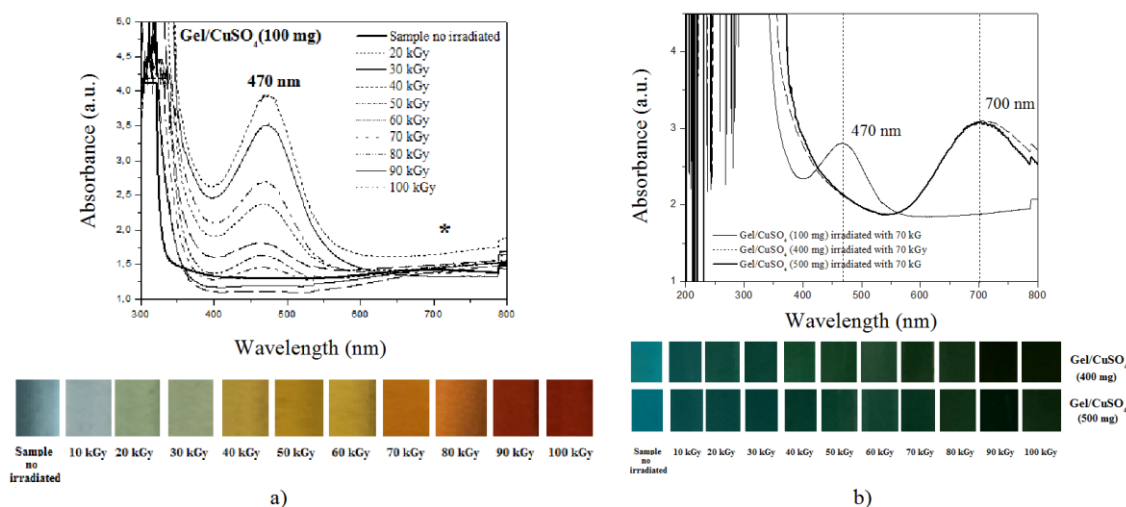 Gel/CuSO4(100 mg)
Sample no irradiated
20 kGy
30 kGy
40 kGy
50 kGy
60 kGy
70 kGy
80 kGy
90 kGy
100 kGy
470 nm
*
Absorbance (a.u.)
6,0
4,5
4,0
3,5
3,0
2,5
2,0
1,5
1,0
300 400 500 600 700 800
Wavelength (nm)
Sample no irradiated
10 kGy
20 kGy
30 kGy
40 kGy
50 kGy
60 kGy
70 kGy
80 kGy
90 kGy
100 kGy
a)
Absorbance (a.u.)
4
3
2
1
470 nm
700 nm
Gel/CuSO4 (100 mg) irradiated with 70 kG
Gel/CuSO4 (400 mg) irradiated with 70 kGy
Gel/CuSO4 (500 mg) irradiated with 70 kG
200 300 400 500 600 700 800
Wavelength (nm)
Gel/CuSO4
(400 mg)
Gel/CuSO4
(500 mg)
Sample no irradiated
10 kGy
20 kGy
30 kGy
40 kGy
50 kGy
60 kGy
70 kGy
80 kGy
90 kGy
100 kGy
b)